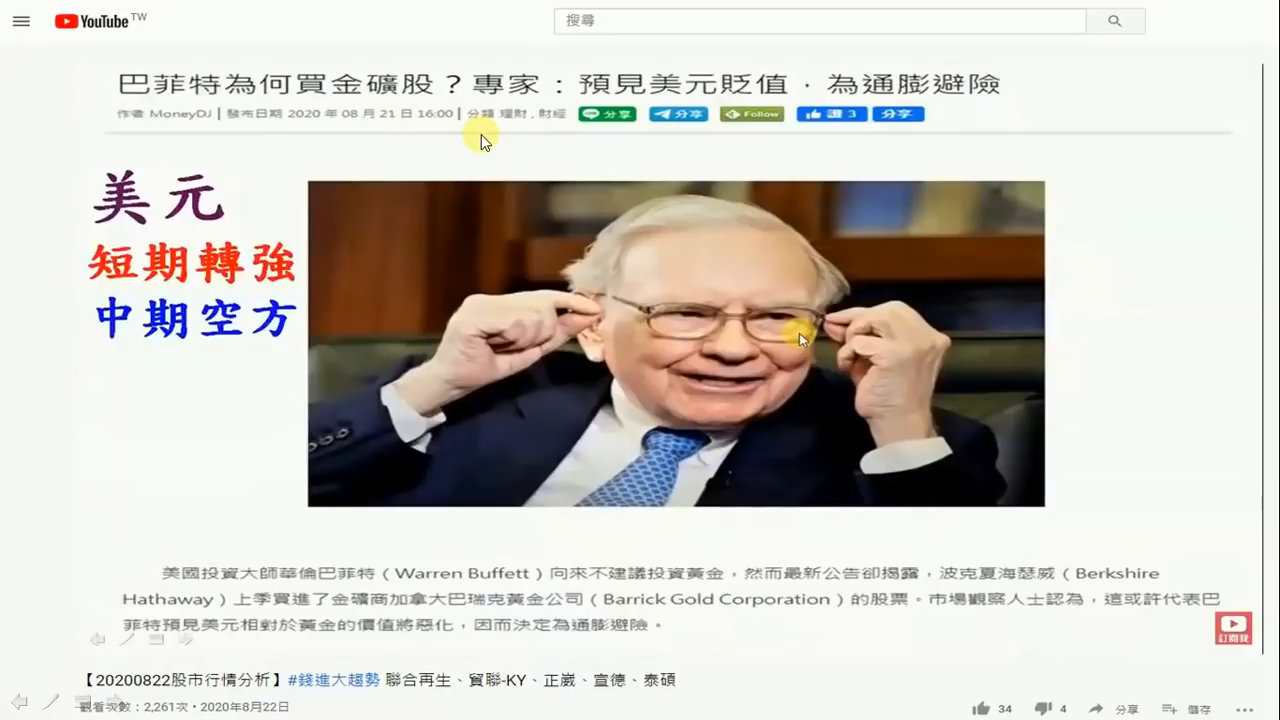 YouTube TW
搜尋
巴菲特為何買金礦股？專家：預見美元貶值，為通膨避險
作者 MoneyDJ | 發布日期 2020 年 08 月 21 日 16:00 | 分類 理財 , 財經 分享 分享 Follow 讚 3 分享
美元
短期轉強
中期空方
美國投資大師華倫巴菲特（Warren Buffett）向來不建議投資黃金，然而最新公告卻揭露，波克夏海瑟威（Berkshire
Hathaway）上季買進了金礦商加拿大巴瑞克黃金公司（Barrick Gold Corporation）的股票。市場觀察人士認為，這或許代表巴
菲特預見美元相對於黃金的價值將惡化，因而決定為通膨避險。
訂閱我
【20200822股市行情分析】#錢進大趨勢 聯合再生、貿聯-KY、正崴、宣德、泰碩
觀看次數：2,261次 • 2020年8月22日
34 4 分享 儲存